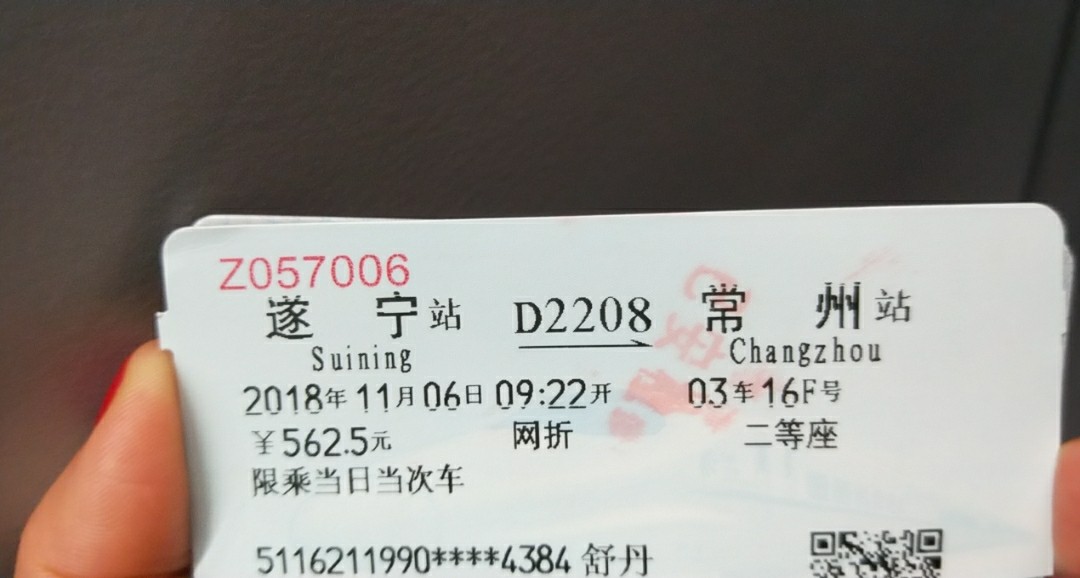 Z057006
遂 宁站 D2208 常 州站
Suining Changzhou
2018年11月06日 09:22开 03车16F号
￥562.5元 网折 二等座
限乘当日当次车
5116211990****4384 舒丹